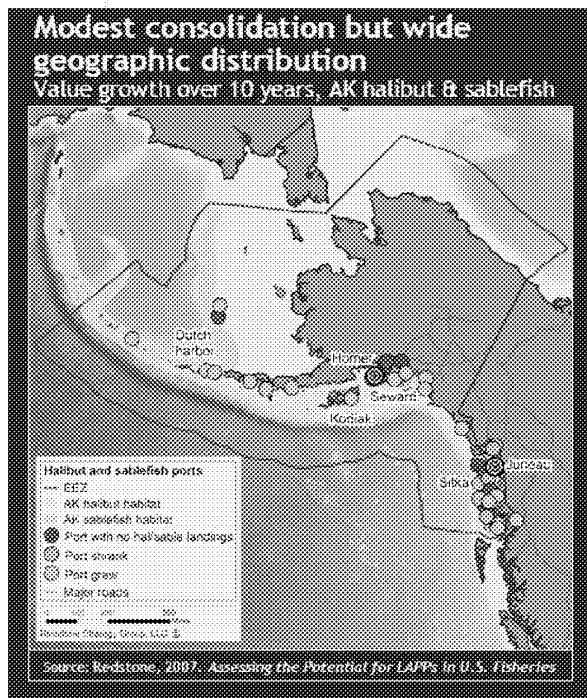 Modest consolidation but wide
geographic distribution
Value growth over 10 years, AK halibut & sablefish
Dutch
harbor
Homer
Seward
Kodiak
Juneau
Sitka
Halibut and sablefish ports
EEZ
AK halibut habitat
AK sablefish habitat
Port with no hal/sable landings
Port shrank
Port grew
Major roads
Redstone Strategy Group, LLC ©
Source: Redstone, 2007. Assessing the Potential for LAPPs in U.S. Fisheries